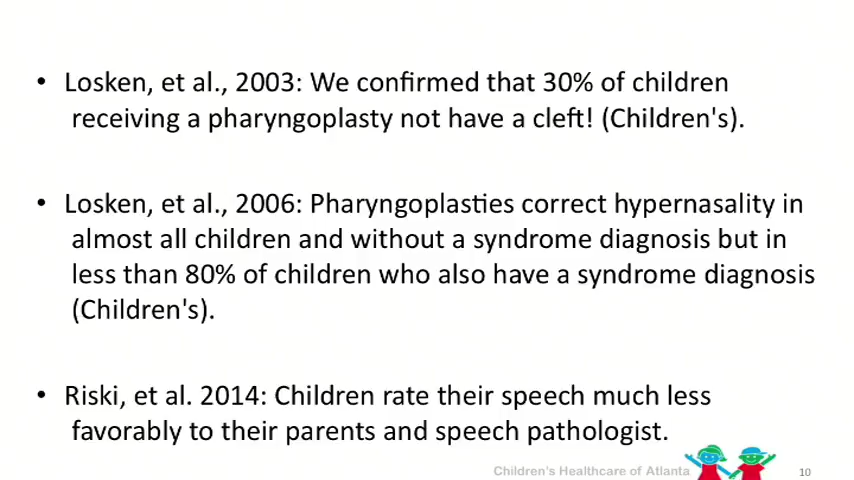 • Losken, et al., 2003: We confirmed that 30% of children
receiving a pharyngoplasty not have a cleft! (Children's).
• Losken, et al., 2006: Pharyngoplasties correct hypernasality in
almost all children and without a syndrome diagnosis but in
less than 80% of children who also have a syndrome diagnosis
(Children's).
• Riski, et al. 2014: Children rate their speech much less
favorably to their parents and speech pathologist.
Children's Healthcare of Atlanta
10